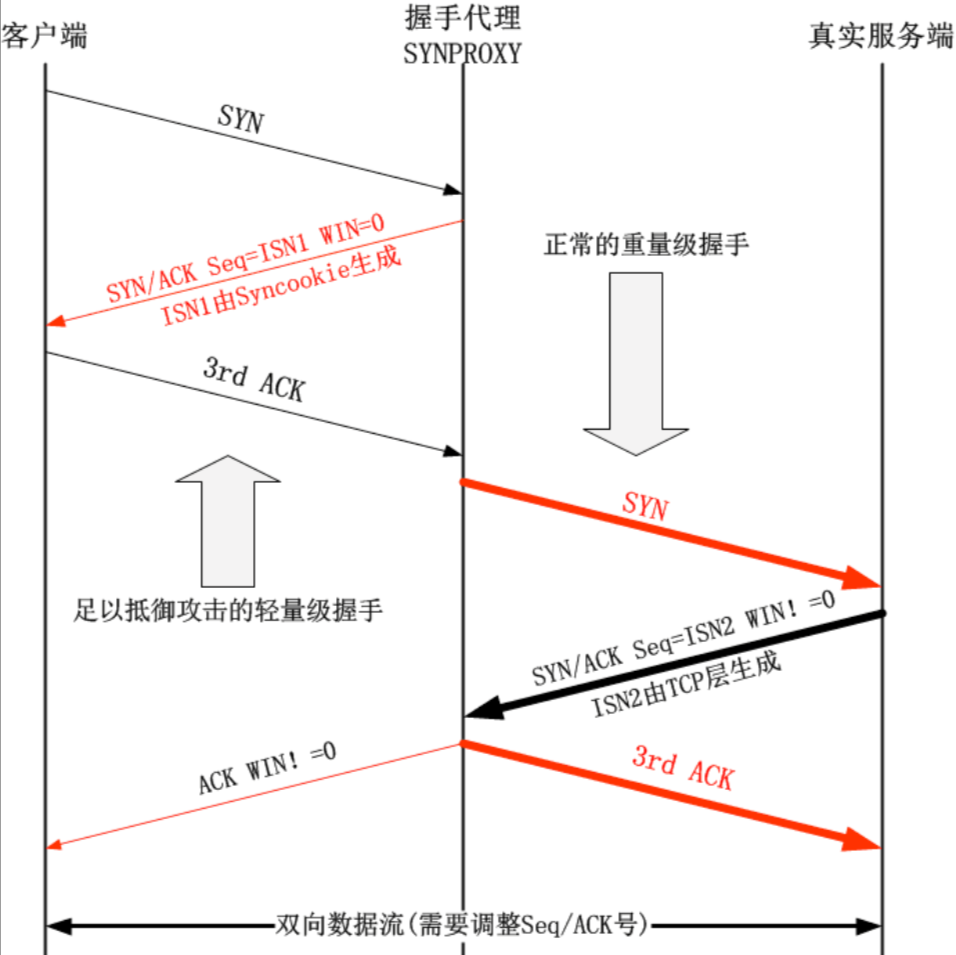 客户端
握手代理
SYNPROXY
真实服务端
SYN
SYN/ACK Seq=ISN1 WIN=0
ISN1由Syncookie生成
正常的重量级握手
3rd ACK
SYN
足以抵御攻击的轻量级握手
SYN/ACK Seq=ISN2 WIN! =0
ISN2由TCP层生成
ACK WIN! =0
3rd ACK
双向数据流(需要调整Seq/ACK号)